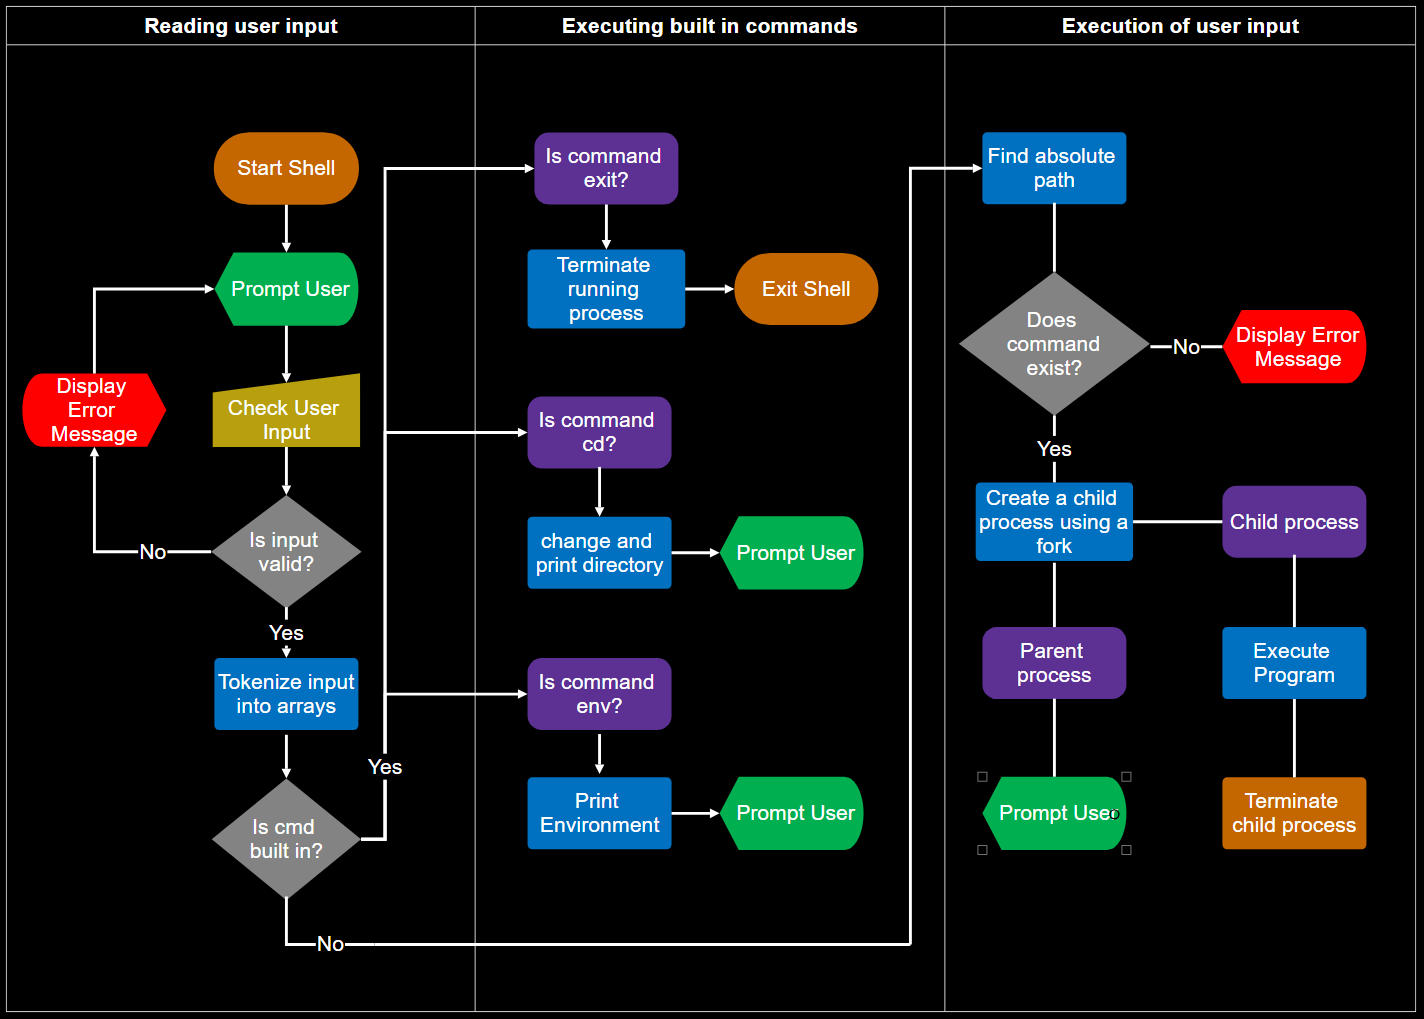 Reading user input
Executing built in commands
Execution of user input
Start Shell
Prompt User
Display
Error
Message
Check User
Input
Is input
valid?
No
Yes
Tokenize input
into arrays
Yes
Is cmd
built in?
No
Is command
exit?
Terminate
running
process
Exit Shell
Is command
cd?
change and
print directory
Prompt User
Is command
env?
Print
Environment
Prompt User
Find absolute
path
Does
command
exist?
No
Display Error
Message
Yes
Create a child
process using a
fork
Child process
Parent
process
Execute
Program
Prompt User
Terminate
child process